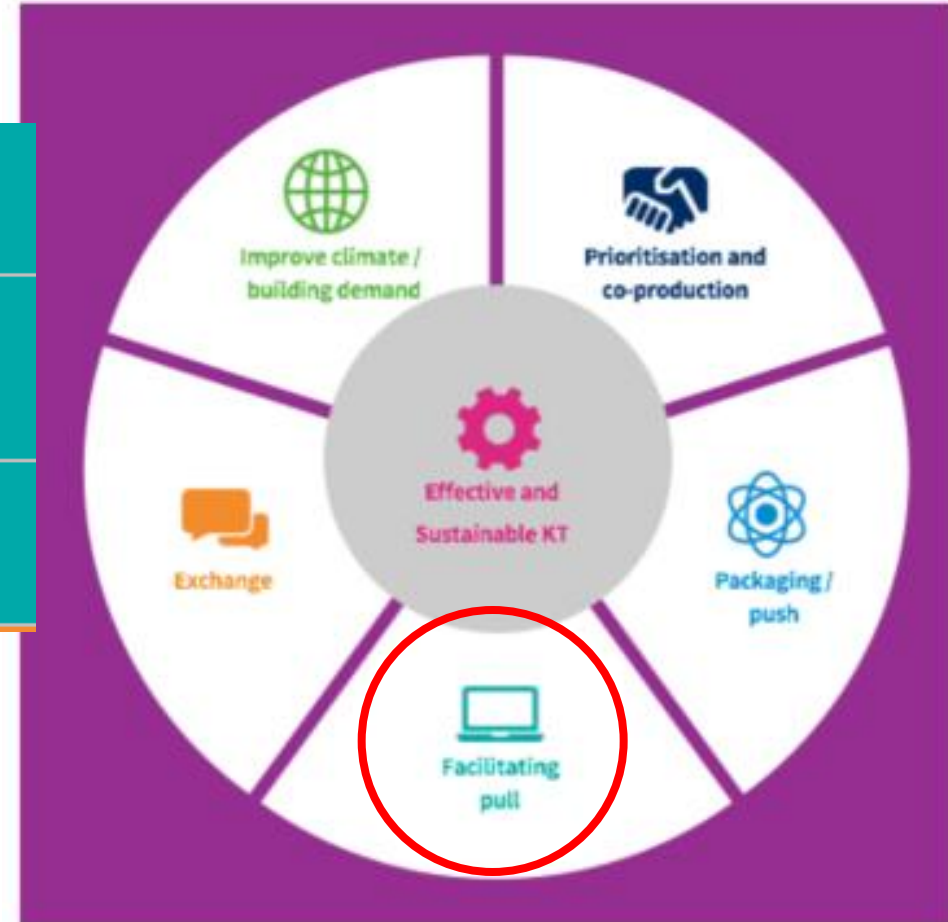 Improve climate /
building demand
Prioritisation and
co-production
Effective and
Sustainable KT
Exchange
Packaging /
push
Facilitating
pull